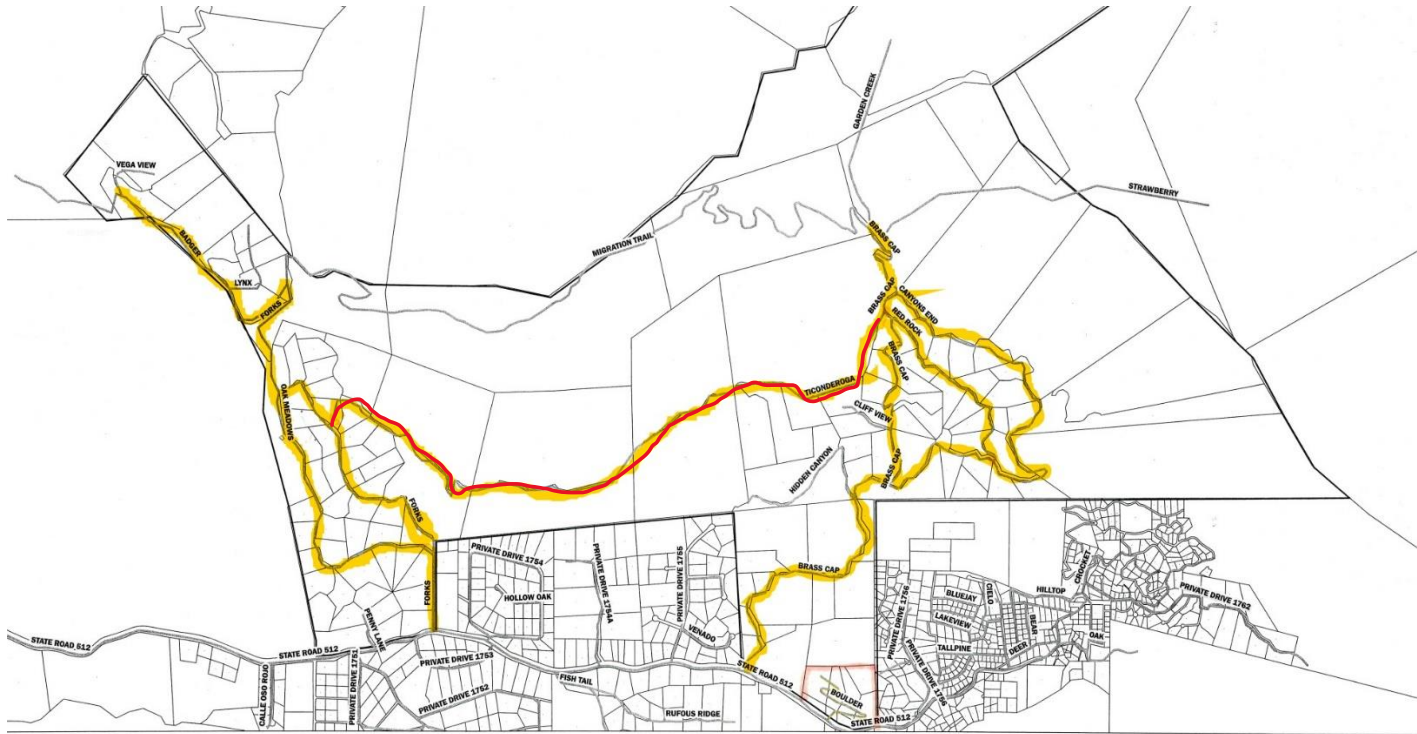 GARDEN CREEK
VEGA VIEW
STRAWBERRY
BADGER
MIGRATION TRAIL
BRASS CAP
LYNX
FORKS
BRASS CAP
CANYONS END
RED ROCK
BRASS CAP
OAK MEADOWS
TICONDEROGA
CLIFF VIEW
HIDDEN CANYON
BRASS CAP
FORKS
PRIVATE DRIVE 1754
PRIVATE DRIVE 1754A
PRIVATE DRIVE 1755
BRASS CAP
HOLLOW OAK
FORKS
PRIVATE DRIVE 1756
BLUEJAY
CIELO
HILLTOP
CROCKET
PRIVATE DRIVE 1762
PENNY LANE
VENADO
LAKEVIEW
BEAR
TALLPINE
DEER
OAK
STATE ROAD 512
STATE ROAD 512
PRIVATE DRIVE 1753
PRIVATE DRIVE 1756
STATE ROAD 512
CALLE OSO ROJO
PRIVATE DRIVE 1751
PRIVATE DRIVE 1752
FISH TAIL
RUFOUS RIDGE
BOULDER
STATE ROAD 512